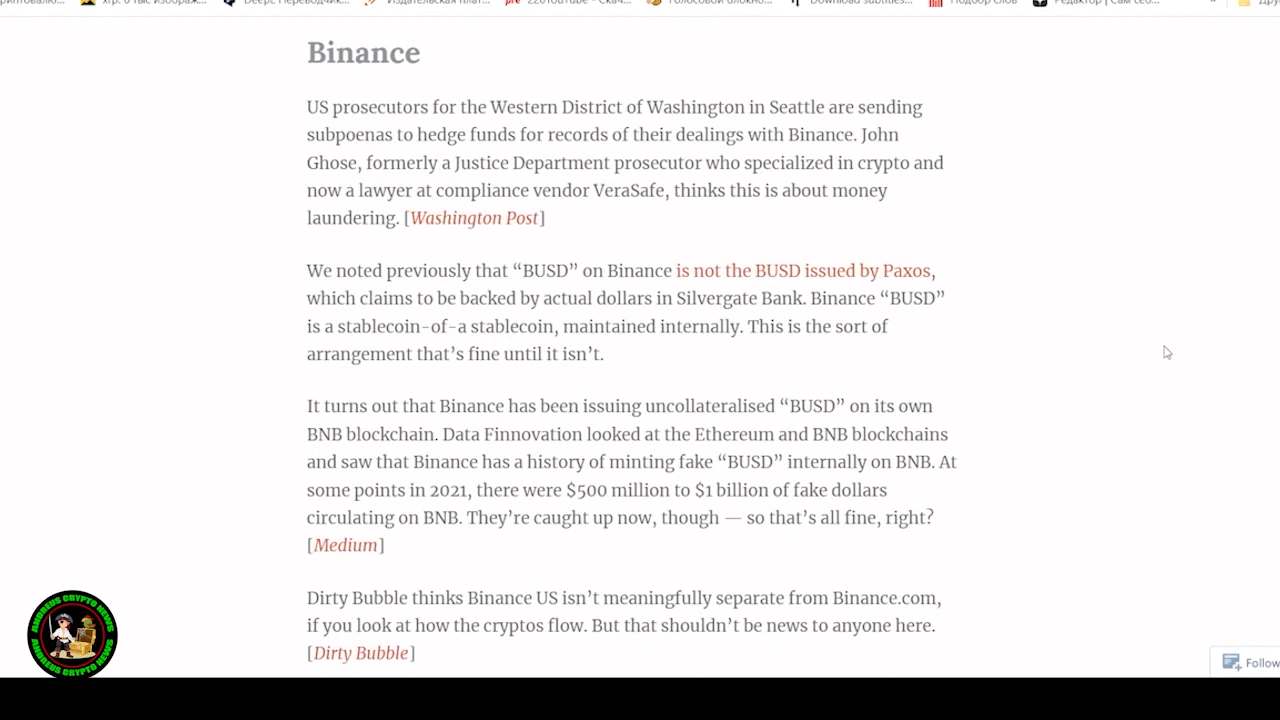 Binance
US prosecutors for the Western District of Washington in Seattle are sending
subpoenas to hedge funds for records of their dealings with Binance. John
Ghose, formerly a Justice Department prosecutor who specialized in crypto and
now a lawyer at compliance vendor VeraSafe, thinks this is about money
laundering. [Washington Post]
We noted previously that “BUSD” on Binance is not the BUSD issued by Paxos,
which claims to be backed by actual dollars in Silvergate Bank. Binance “BUSD”
is a stablecoin-of-a stablecoin, maintained internally. This is the sort of
arrangement that’s fine until it isn’t.
It turns out that Binance has been issuing uncollateralised “BUSD” on its own
BNB blockchain. Data Finnovation looked at the Ethereum and BNB blockchains
and saw that Binance has a history of minting fake “BUSD” internally on BNB. At
some points in 2021, there were $500 million to $1 billion of fake dollars
circulating on BNB. They’re caught up now, though — so that’s all fine, right?
[Medium]
Dirty Bubble thinks Binance US isn’t meaningfully separate from Binance.com,
if you look at how the cryptos flow. But that shouldn’t be news to anyone here.
[Dirty Bubble]
ANDREUS CRYPTO NEWS
ANDREUS CRYPTO NEWS
Follow